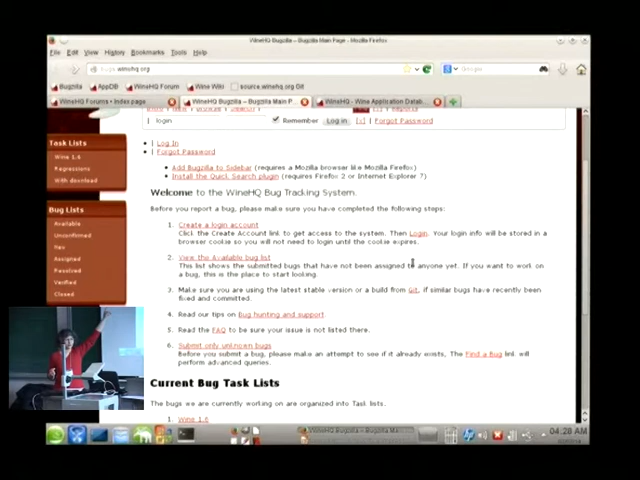 WineHQ Bugzilla – Bugzilla Main Page - Mozilla Firefox
File Edit View History Bookmarks Tools Help
bugs.winehq.org
Google
Bugzilla AppDB WineHQ Forum Wine Wiki source.winehq.org Git
WineHQ Forums • Index page
WineHQ Bugzilla – Bugzilla Main P...
WineHQ - Wine Application Datab...
login Remember Log in [x] | Forgot Password
Task Lists
Wine 1.6
Regressions
With download
Bug Lists
Available
Unconfirmed
New
Assigned
Resolved
Verified
Closed
• | Log In
• | Forgot Password
• Add Bugzilla to Sidebar (requires a Mozilla browser like Mozilla Firefox)
• Install the Quick Search plugin (requires Firefox 2 or Internet Explorer 7)
Welcome to the WineHQ Bug Tracking System.
Before you report a bug, please make sure you have completed the following steps:
1. Create a login account
Click the Create Account link to get access to the system. Then Login. Your login info will be stored in a
browser cookie so you will not need to login until the cookie expires.
2. View the Available bug list
This list shows the submitted bugs that have not been assigned to anyone yet. If you want to work on
a bug, this is the place to start looking.
3. Make sure you are using the latest stable version or a build from Git, if similar bugs have recently been
fixed and committed.
4. Read our tips on Bug hunting and support
5. Read the FAQ to be sure your issue is not listed there.
6. Submit only unknown bugs
Before you submit a bug, please make an attempt to see if it already exists, The Find a Bug link will
perform advanced queries.
Current Bug Task Lists
The bugs we are currently working on are organized into Task lists.
1. Wine 1.6
WineHQ Bugzilla – Bugzilla Ma...
04:28 AM